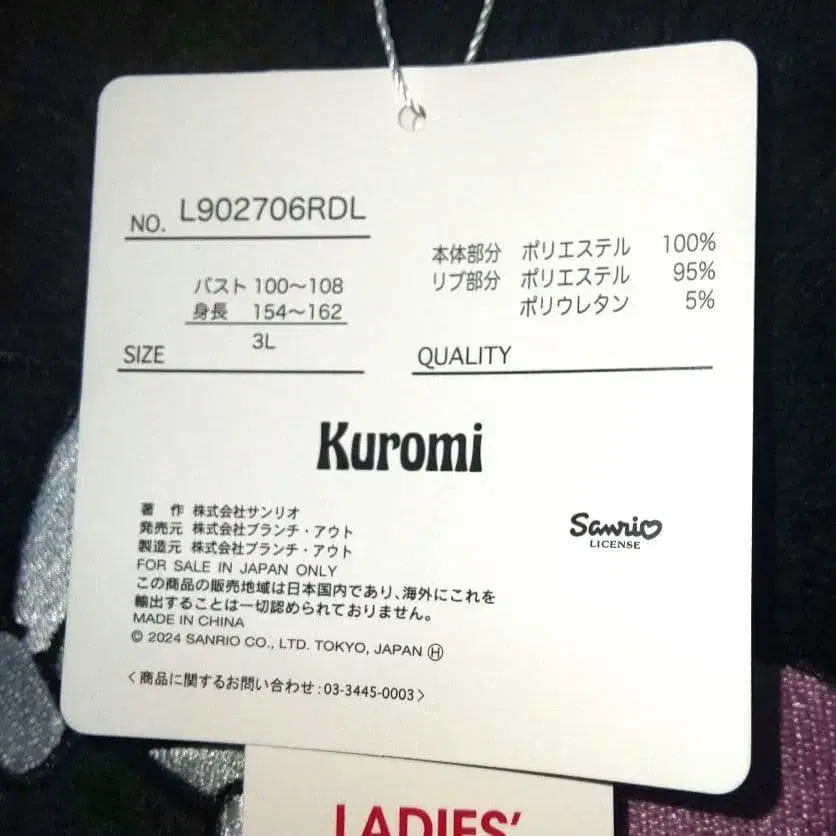 NO. L902706RDL
バスト 100～108
身長 154～162
3L
SIZE
本体部分 ポリエステル 100%
リブ部分 ポリエステル 95%
ポリウレタン 5%
QUALITY
Kuromi
著 作 株式会社サンリオ
発売元 株式会社ブランチ・アウト
製造元 株式会社ブランチ・アウト
FOR SALE IN JAPAN ONLY
この商品の販売地域は日本国内であり、海外にこれを
輸出することは一切認められておりません。
MADE IN CHINA
© 2024 SANRIO CO., LTD. TOKYO, JAPAN Ⓗ
〈商品に関するお問い合わせ:03-3445-0003〉
Sanrio
LICENSE
LADIES'